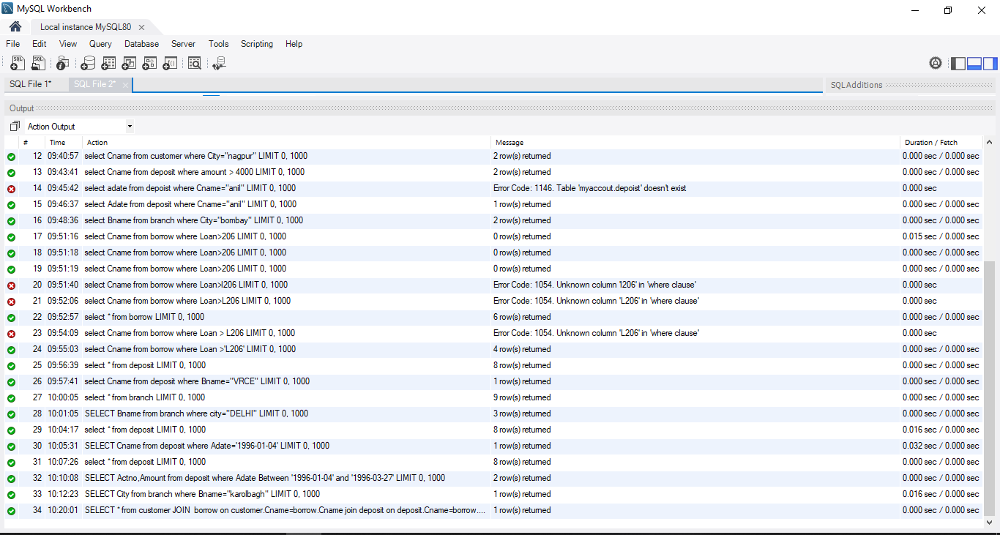 MySQL Workbench
Local instance MySQL80
File Edit View Query Database Server Tools Scripting Help
SQL File 1* SQL File 2* SQLAdditions
Output
Action Output
# Time Action Message Duration / Fetch
12 09:40:57 select Cname from customer where City="nagpur" LIMIT 0, 1000 2 row(s) returned 0.000 sec / 0.000 sec
13 09:43:41 select Cname from deposit where amount > 4000 LIMIT 0, 1000 2 row(s) returned 0.000 sec / 0.000 sec
14 09:45:42 select adate from depoist where Cname="anil" LIMIT 0, 1000 Error Code: 1146. Table 'myaccout.depoist' doesn't exist 0.000 sec
15 09:46:37 select Adate from deposit where Cname="anil" LIMIT 0, 1000 1 row(s) returned 0.000 sec / 0.000 sec
16 09:48:36 select Bname from branch where City="bombay" LIMIT 0, 1000 2 row(s) returned 0.000 sec / 0.000 sec
17 09:51:16 select Cname from borrow where Loan>206 LIMIT 0, 1000 0 row(s) returned 0.015 sec / 0.000 sec
18 09:51:18 select Cname from borrow where Loan>206 LIMIT 0, 1000 0 row(s) returned 0.000 sec / 0.000 sec
19 09:51:19 select Cname from borrow where Loan>206 LIMIT 0, 1000 0 row(s) returned 0.000 sec / 0.000 sec
20 09:51:40 select Cname from borrow where Loan>l206 LIMIT 0, 1000 Error Code: 1054. Unknown column 'l206' in 'where clause' 0.000 sec
21 09:52:06 select Cname from borrow where Loan>L206 LIMIT 0, 1000 Error Code: 1054. Unknown column 'L206' in 'where clause' 0.000 sec
22 09:52:57 select * from borrow LIMIT 0, 1000 6 row(s) returned 0.000 sec / 0.000 sec
23 09:54:09 select Cname from borrow where Loan > L206 LIMIT 0, 1000 Error Code: 1054. Unknown column 'L206' in 'where clause' 0.000 sec
24 09:55:03 select Cname from borrow where Loan >'L206' LIMIT 0, 1000 4 row(s) returned 0.000 sec / 0.000 sec
25 09:56:39 select * from deposit LIMIT 0, 1000 8 row(s) returned 0.000 sec / 0.000 sec
26 09:57:41 select Cname from deposit where Bname="VRCE" LIMIT 0, 1000 1 row(s) returned 0.000 sec / 0.000 sec
27 10:00:05 select * from branch LIMIT 0, 1000 9 row(s) returned 0.000 sec / 0.000 sec
28 10:01:05 SELECT Bname from branch where city="DELHI" LIMIT 0, 1000 3 row(s) returned 0.000 sec / 0.000 sec
29 10:04:17 select * from deposit LIMIT 0, 1000 8 row(s) returned 0.016 sec / 0.000 sec
30 10:05:31 SELECT Cname from deposit where Adate='1996-01-04' LIMIT 0, 1000 1 row(s) returned 0.032 sec / 0.000 sec
31 10:07:26 select * from deposit LIMIT 0, 1000 8 row(s) returned 0.000 sec / 0.000 sec
32 10:10:08 SELECT Actno,Amount from deposit where Adate Between '1996-01-04' and '1996-03-27' LIMIT 0, 1000 2 row(s) returned 0.000 sec / 0.000 sec
33 10:12:23 SELECT City from branch where Bname="karolbagh" LIMIT 0, 1000 1 row(s) returned 0.016 sec / 0.000 sec
34 10:20:01 SELECT * from customer JOIN borrow on customer.Cname=borrow.Cname join deposit on deposit.Cname=borrow.... 1 row(s) returned 0.000 sec / 0.000 sec